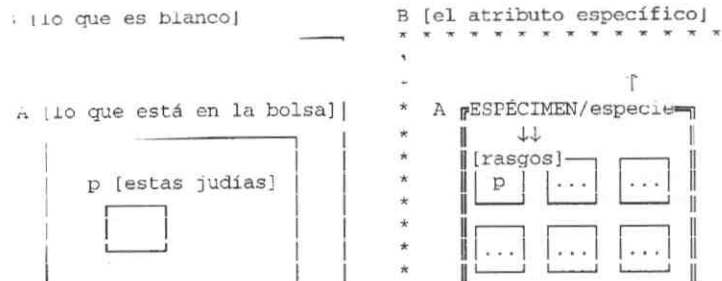 [lo que es blanco]
B [el atributo específico]
A [lo que está en la bolsa]
A ESPÉCIMEN/especie
[rasgos]
p [estas judías]
p ... ...
... ... ...